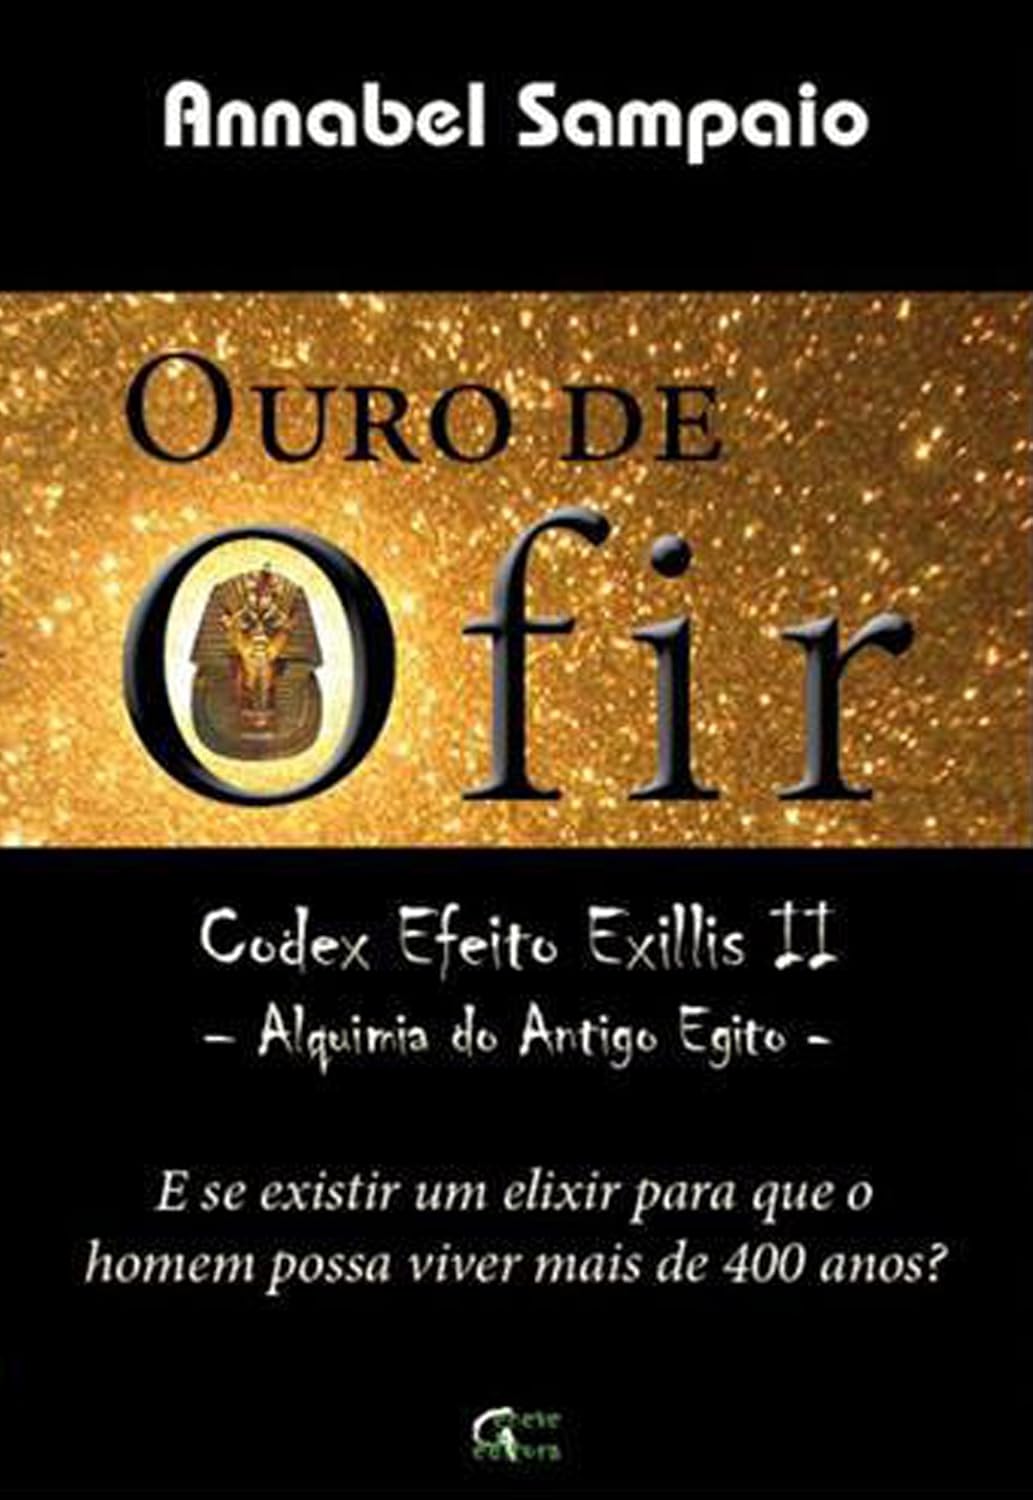 Annabel Sampaio
OURO DE
Ofir
Codex Efeito Exillis II
– Alquimia do Antigo Egito -
E se existir um elixir para que o
homem possa viver mais de 400 anos?
editora